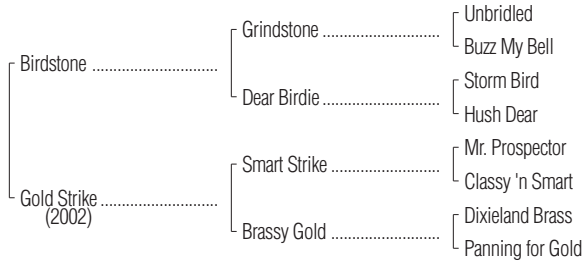 Unbridled
Grindstone ..............................
Buzz My Bell
Birdstone ................................
Storm Bird
Dear Birdie ..............................
Hush Dear
Mr. Prospector
Smart Strike ............................
Classy 'n Smart
Gold Strike ..............................
(2002)
Dixieland Brass
Brassy Gold ............................
Panning for Gold